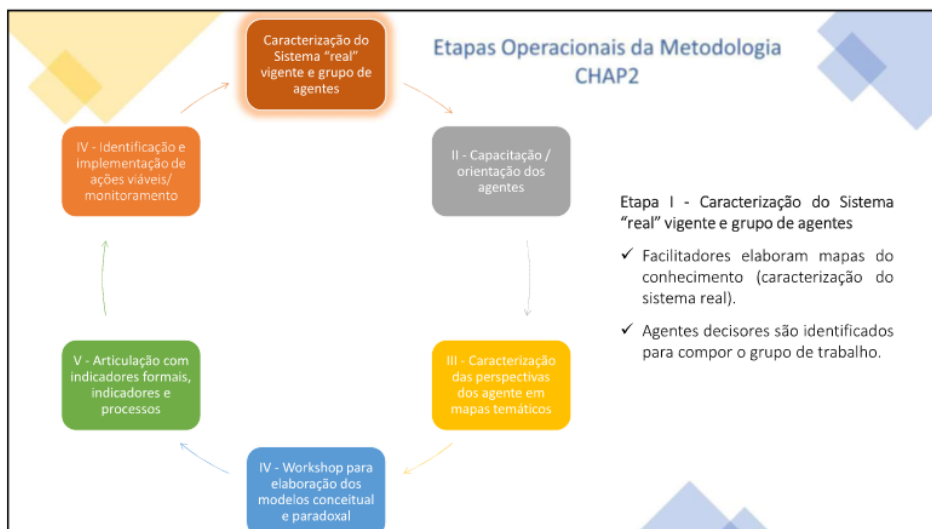 Etapas Operacionais da Metodologia
CHAP2
Caracterização do
Sistema “real”
vigente e grupo de
agentes
II - Capacitação /
orientação dos
agentes
III - Caracterização
das perspectivas
dos agente em
mapas temáticos
IV - Workshop para
elaboração dos
modelos conceitual
e paradoxal
V - Articulação com
indicadores formais,
indicadores e
processos
IV - Identificação e
implementação de
ações viáveis/
monitoramento
Etapa I - Caracterização do Sistema
“real” vigente e grupo de agentes
✓ Facilitadores elaboram mapas do
conhecimento (caracterização do
sistema real).
✓ Agentes decisores são identificados
para compor o grupo de trabalho.